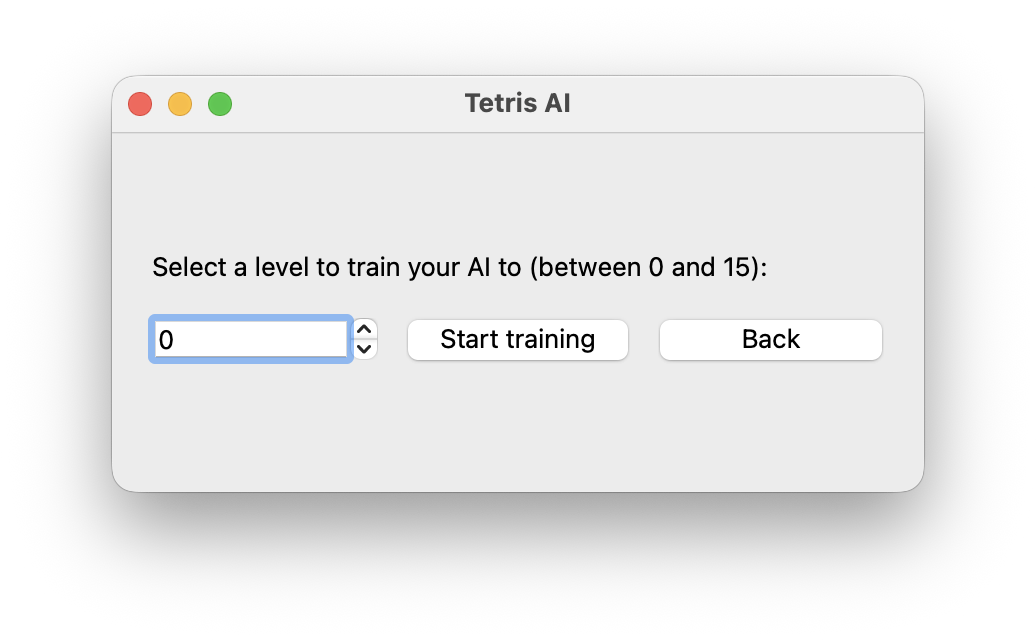 Tetris AI
Select a level to train your AI to (between 0 and 15):
0 Start training Back